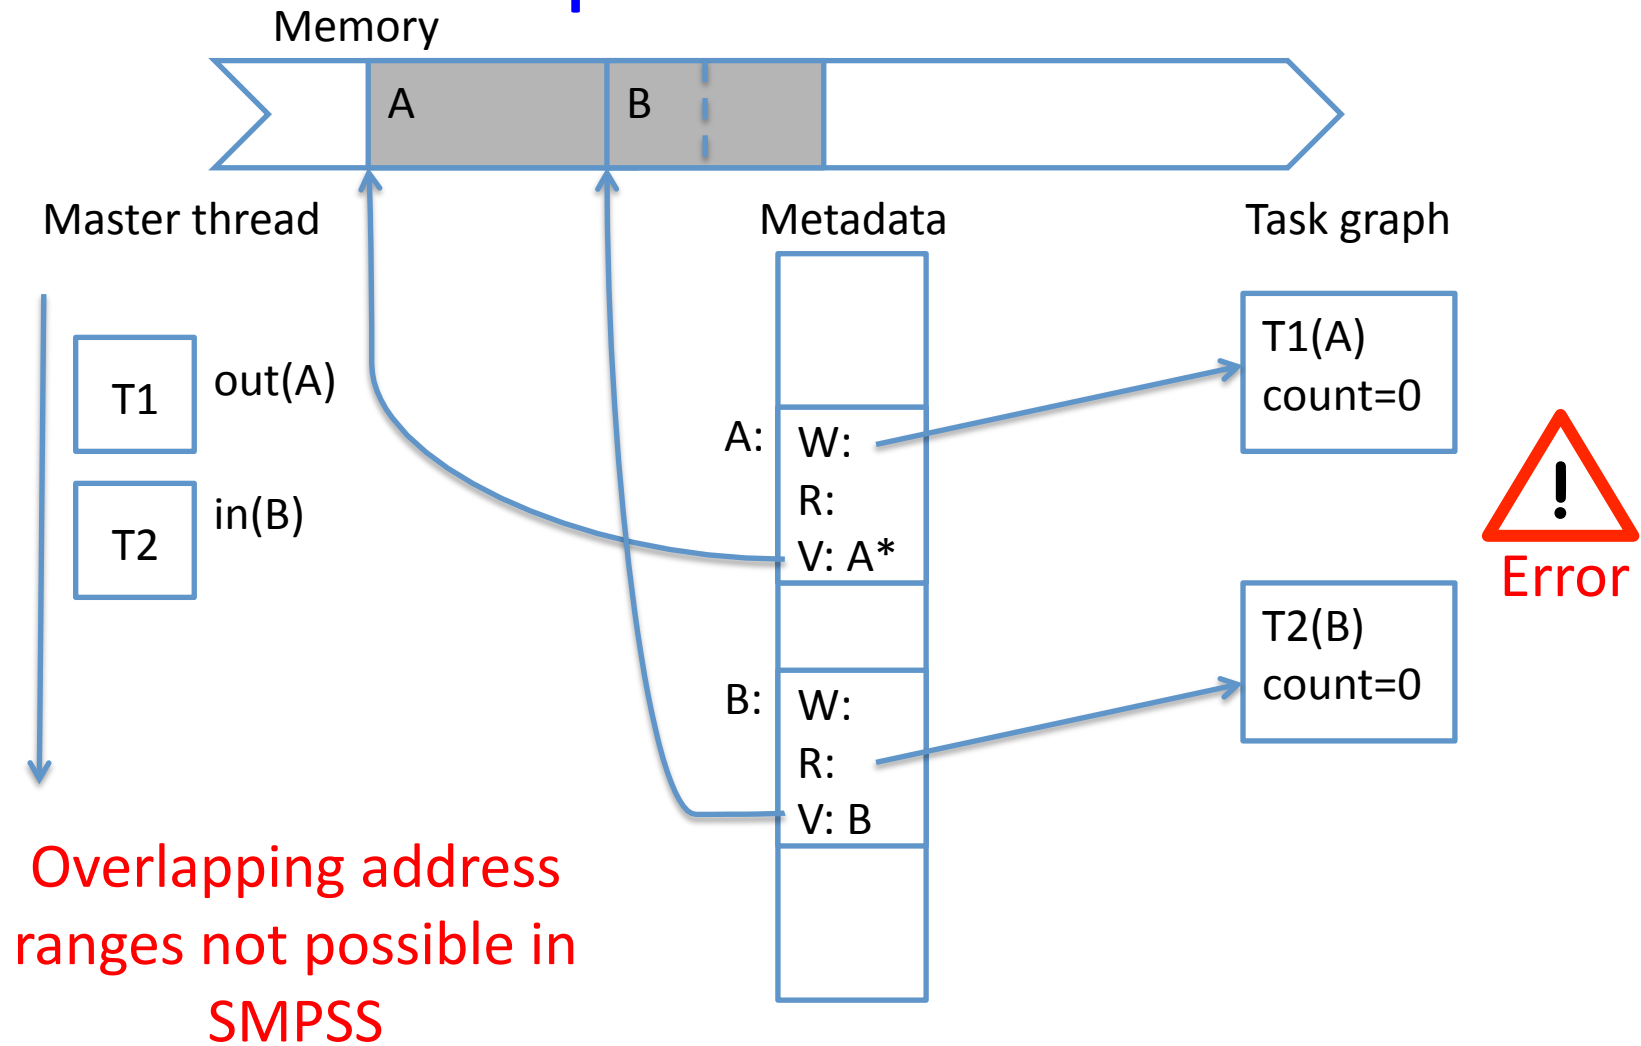 Memory
A
B
Master thread
Metadata
Task graph
T1
out(A)
T2
in(B)
A:
W:
R:
V: A*
B:
W:
R:
V: B
T1(A)
count=0
T2(B)
count=0
!
Error
Overlapping address
ranges not possible in
SMPSS